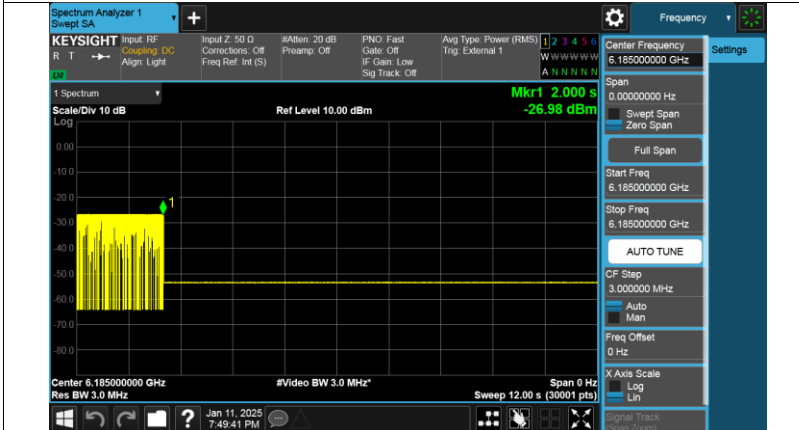 Spectrum Analyzer 1
Swept SA
+
Frequency
KEYSIGHT
R T
LXI
Input: RF
Coupling: DC
Align: Light
Input Z: 50 Ω
Corrections: Off
Freq Ref: Int (S)
#Atten: 20 dB
Preamp: Off
PNO: Fast
Gate: Off
IF Gain: Low
Sig Track: Off
Avg Type: Power (RMS)
Trig: External 1
1 2 3 4 5 6
W W W W W W
A N N N N N
1 Spectrum
Scale/Div 10 dB
Log
Ref Level 10.00 dBm
Mkr1 2.000 s
-26.98 dBm
0.00
-10.0
-20.0
-30.0
-40.0
-50.0
-60.0
-70.0
-80.0
1
Center 6.185000000 GHz
Res BW 3.0 MHz
#Video BW 3.0 MHz*
Span 0 Hz
Sweep 12.00 s (30001 pts)
?
Jan 11, 2025
7:49:41 PM
Center Frequency
6.185000000 GHz
Span
0.00000000 Hz
Swept Span
Zero Span
Full Span
Start Freq
6.185000000 GHz
Stop Freq
6.185000000 GHz
AUTO TUNE
CF Step
3.000000 MHz
Auto
Man
Freq Offset
0 Hz
X Axis Scale
Log
Lin
Signal Track
(Span Zoom)
Settings